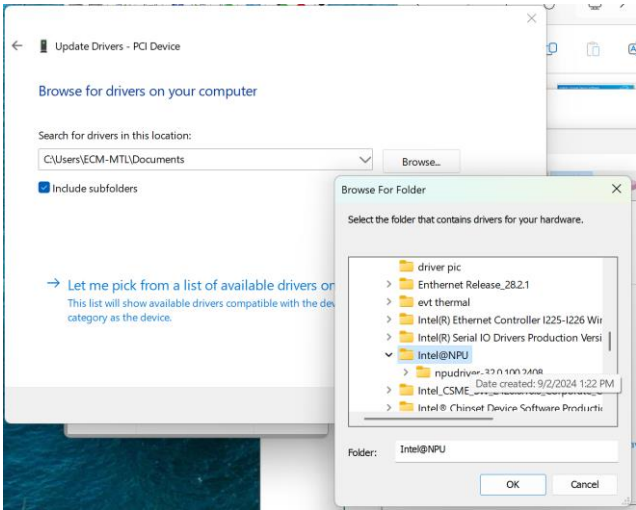 Update Drivers - PCI Device
Browse for drivers on your computer
Search for drivers in this location:
C:\Users\ECM-MTL\Documents
Browse...
Include subfolders
Let me pick from a list of available drivers on
This list will show available drivers compatible with the dev
category as the device.
Browse For Folder
Select the folder that contains drivers for your hardware.
driver pic
Enthernet Release_28.2.1
evt thermal
Intel(R) Ethernet Controller I225-I226 Wir
Intel(R) Serial IO Drivers Production Versi
Intel@NPU
npudriver-32.0.100.2408
Date created: 9/2/2024 1:22 PM
Intel_CSME
Intel® Chipset Device Software Producti
Folder:
Intel@NPU
OK
Cancel